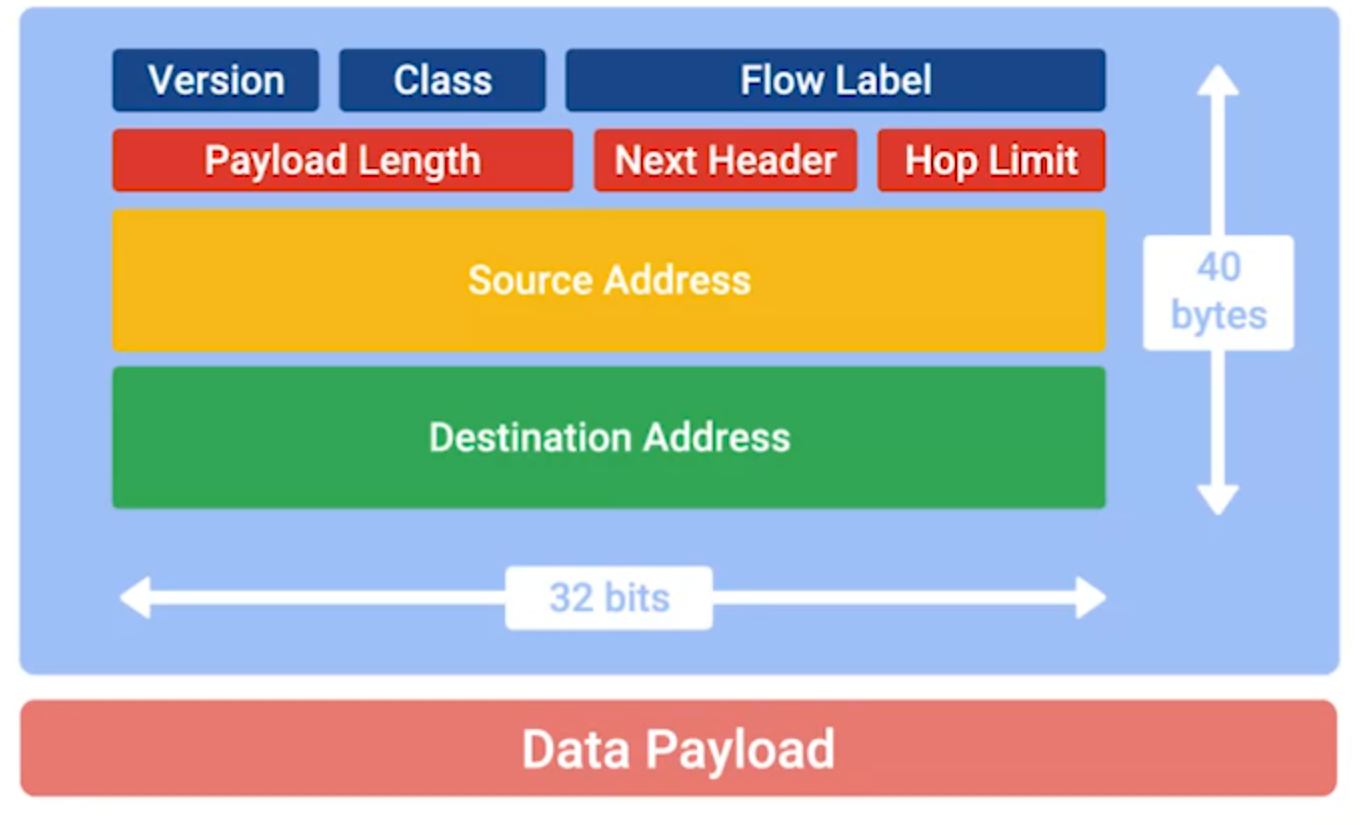 Version Class Flow Label
Payload Length Next Header Hop Limit
Source Address
40
bytes
Destination Address
32 bits
Data Payload